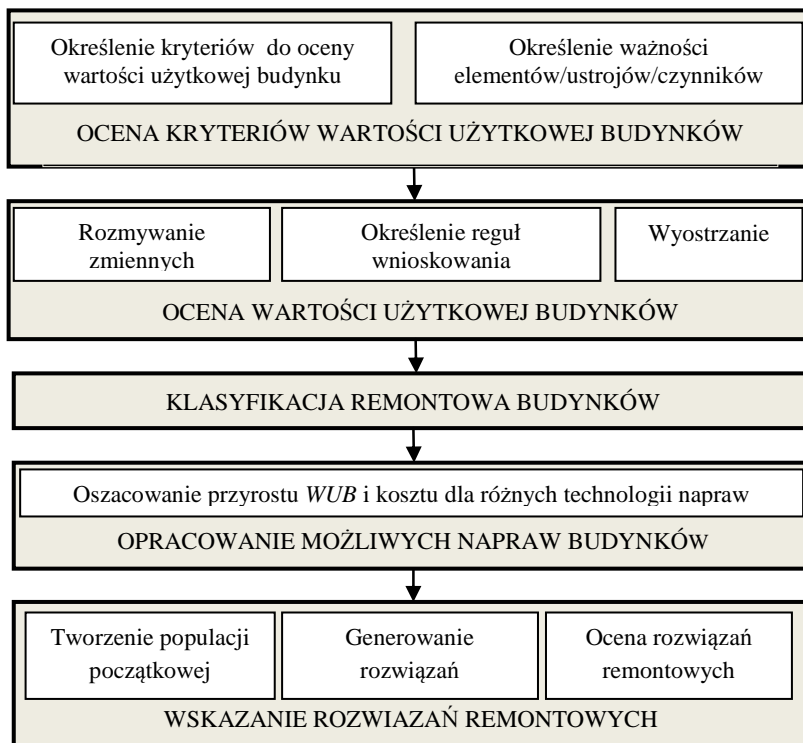 Określenie kryteriów do oceny
wartości użytkowej budynku
Określenie ważności
elementów/ustrojów/czynników
OCENA KRYTERIÓW WARTOŚCI UŻYTKOWEJ BUDYNKÓW
Rozmywanie
zmiennych
Określenie reguł
wnioskowania
Wyostrzanie
OCENA WARTOŚCI UŻYTKOWEJ BUDYNKÓW
KLASYFIKACJA REMONTOWA BUDYNKÓW
Oszacowanie przyrostu WUB i kosztu dla różnych technologii napraw
OPRACOWANIE MOŻLIWYCH NAPRAW BUDYNKÓW
Tworzenie populacji
początkowej
Generowanie
rozwiązań
Ocena rozwiązań
remontowych
WSKAZANIE ROZWIAZAŃ REMONTOWYCH